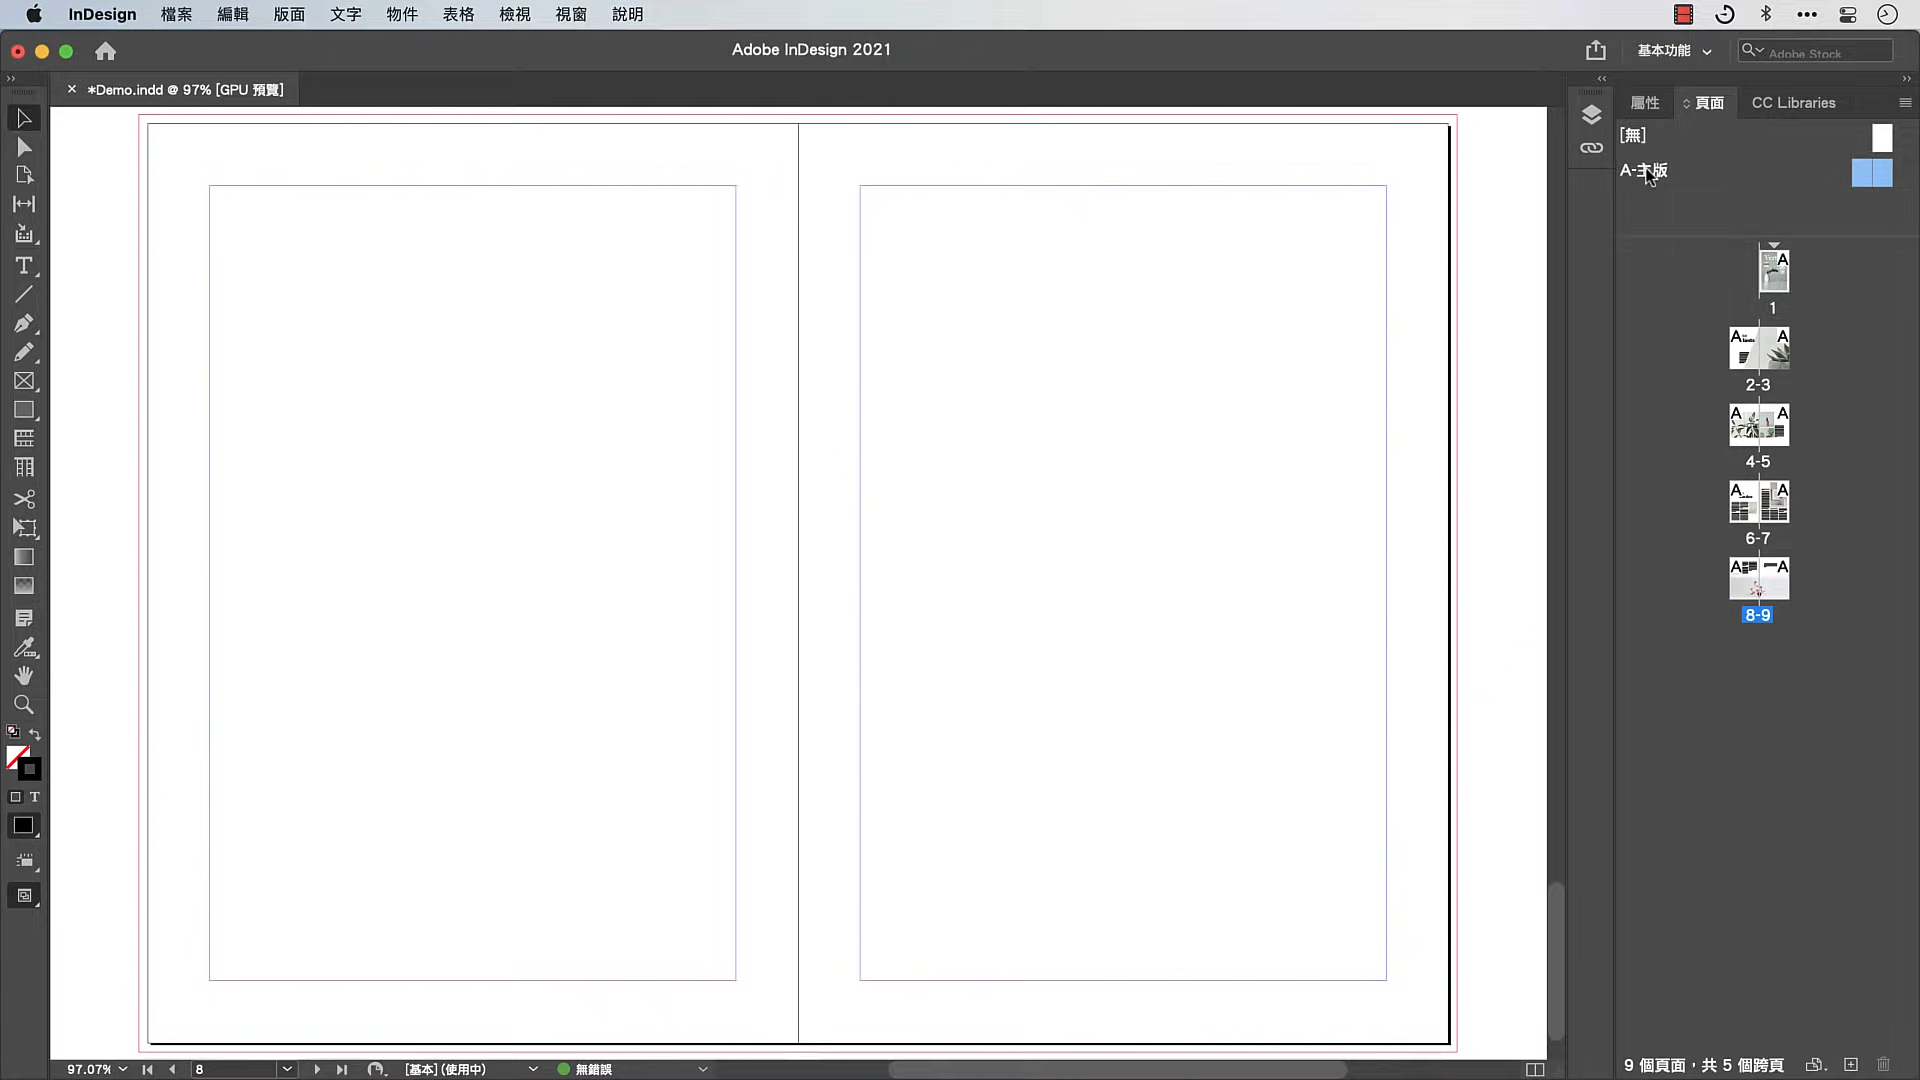 InDesign 檔案 編輯 版面 文字 物件 表格 檢視 視窗 說明
Adobe InDesign 2021
基本功能
Adobe Stock
*Demo.indd @ 97% [GPU 預覽]
屬性 頁面 CC Libraries
[無]
A-主版
A
1
A A
2-3
A A
4-5
A A
6-7
A A
8-9
T
T
97.07% 8 [基本] (使用中) 無錯誤
9 個頁面，共 5 個跨頁